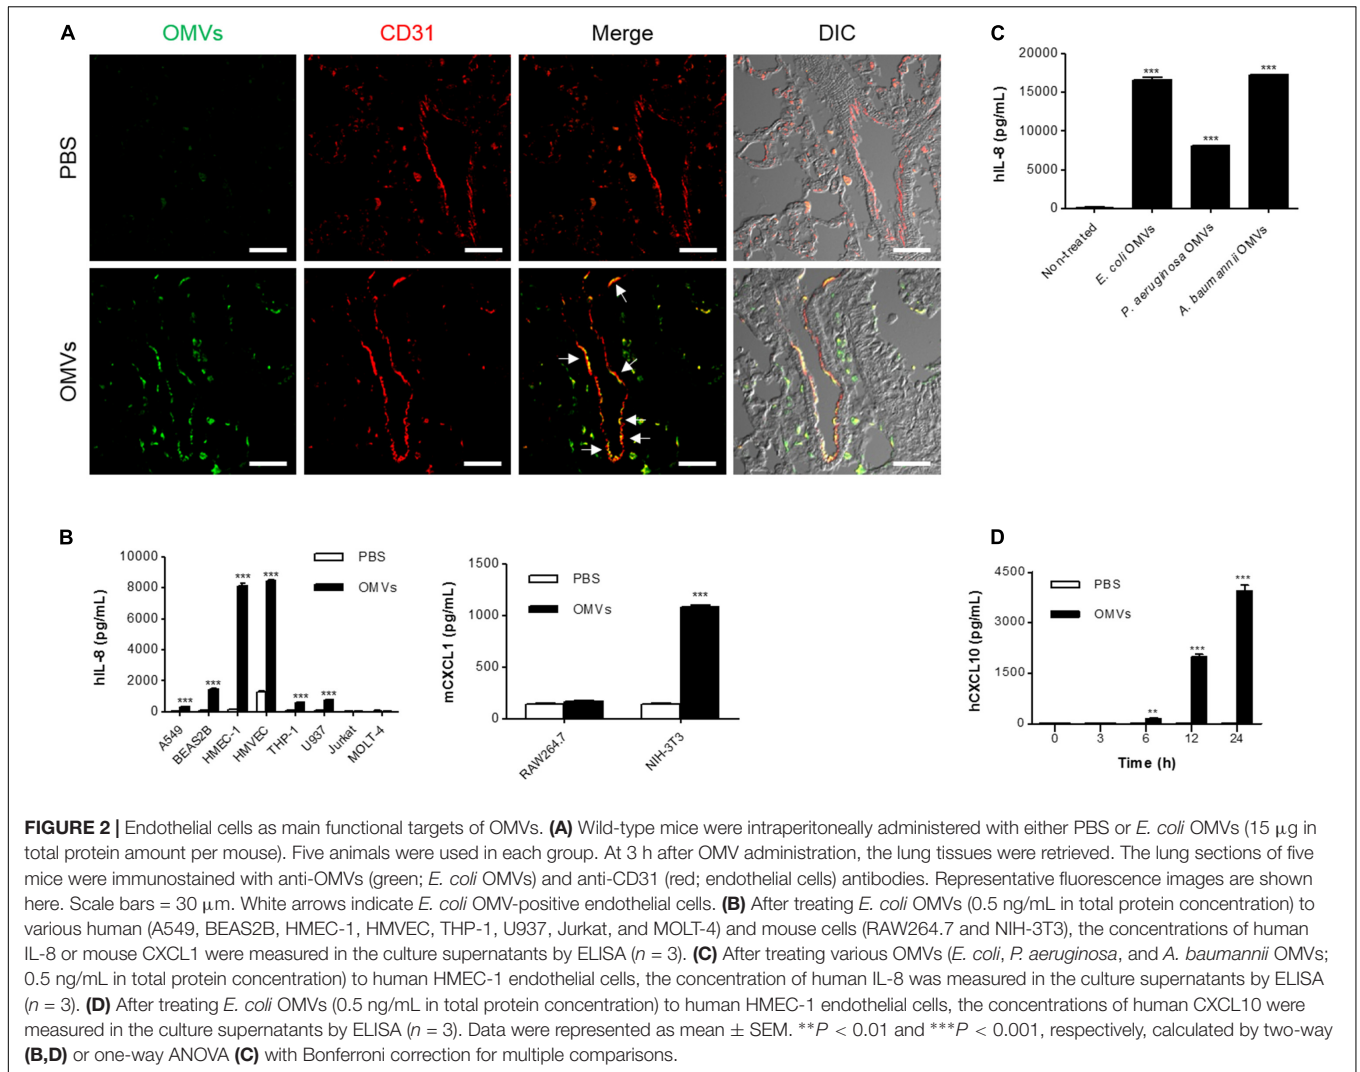 A
OMVs
CD31
Merge
DIC
PBS
OMVs
C
hIL-8 (pg/mL)
20000
15000
10000
5000
0
***
***
***
Non-treated
E. coli OMVs
P. aeruginosa OMVs
A. baumannii OMVs
B
hIL-8 (pg/mL)
10000
8000
6000
4000
2000
0
PBS
OMVs
***
***
***
***
***
***
A549
BEAS2B
HMEC-1
HMVEC
THP-1
U937
Jurkat
MOLT-4
mCXCL1 (pg/mL)
1500
1000
500
0
PBS
OMVs
***
RAW264.7
NIH-3T3
D
hCXCL10 (pg/mL)
4500
3000
1500
0
PBS
OMVs
**
***
***
0
3
6
12
24
Time (h)
FIGURE 2 | Endothelial cells as main functional targets of OMVs. (A) Wild-type mice were intraperitoneally administered with either PBS or E. coli OMVs (15 μg in
total protein amount per mouse). Five animals were used in each group. At 3 h after OMV administration, the lung tissues were retrieved. The lung sections of five
mice were immunostained with anti-OMVs (green; E. coli OMVs) and anti-CD31 (red; endothelial cells) antibodies. Representative fluorescence images are shown
here. Scale bars = 30 μm. White arrows indicate E. coli OMV-positive endothelial cells. (B) After treating E. coli OMVs (0.5 ng/mL in total protein concentration) to
various human (A549, BEAS2B, HMEC-1, HMVEC, THP-1, U937, Jurkat, and MOLT-4) and mouse cells (RAW264.7 and NIH-3T3), the concentrations of human
IL-8 or mouse CXCL1 were measured in the culture supernatants by ELISA (n = 3). (C) After treating various OMVs (E. coli, P. aeruginosa, and A. baumannii OMVs;
0.5 ng/mL in total protein concentration) to human HMEC-1 endothelial cells, the concentration of human IL-8 was measured in the culture supernatants by ELISA
(n = 3). (D) After treating E. coli OMVs (0.5 ng/mL in total protein concentration) to human HMEC-1 endothelial cells, the concentrations of human CXCL10 were
measured in the culture supernatants by ELISA (n = 3). Data were represented as mean ± SEM. **P < 0.01 and ***P < 0.001, respectively, calculated by two-way
(B,D) or one-way ANOVA (C) with Bonferroni correction for multiple comparisons.